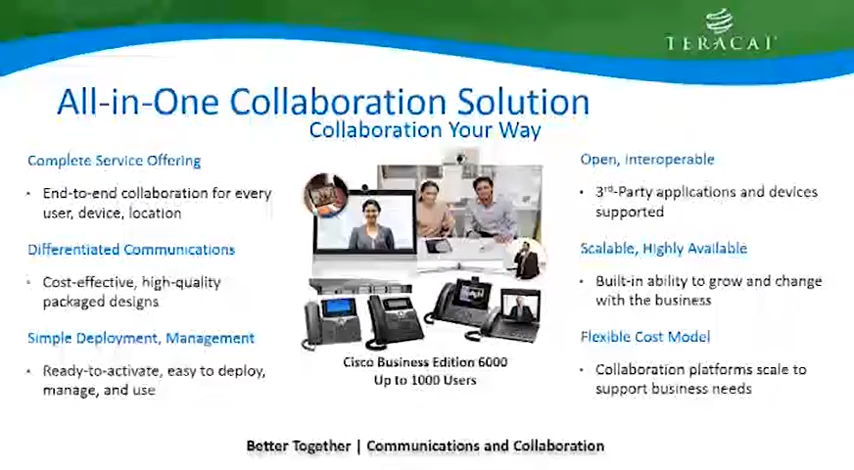 TERACAI
All-in-One Collaboration Solution
Collaboration Your Way
Complete Service Offering
• End-to-end collaboration for every
user, device, location
Differentiated Communications
• Cost-effective, high-quality
packaged designs
Simple Deployment, Management
• Ready-to-activate, easy to deploy,
manage, and use
Cisco Business Edition 6000
Up to 1000 Users
Open, Interoperable
• 3rd-Party applications and devices
supported
Scalable, Highly Available
• Built-in ability to grow and change
with the business
Flexible Cost Model
• Collaboration platforms scale to
support business needs
Better Together | Communications and Collaboration